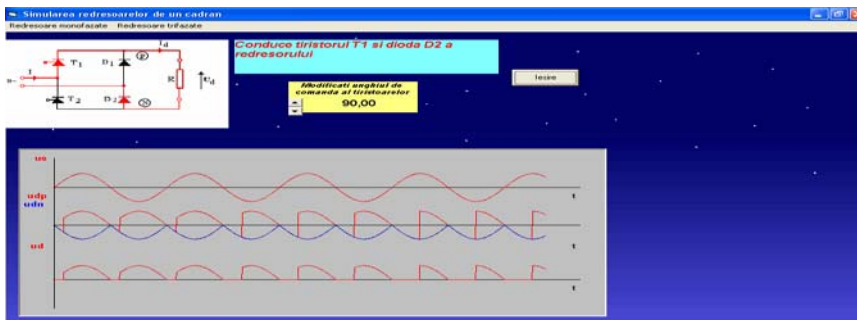 Simularea redresoarelor de un cadran
Redresoare monofazate Redresoare trifazate
Conduce tiristorul T1 si dioda D2 a
redresorului
Iesire
Modificati unghiul de
comanda al tiristoarelor
90,00
I
Id
T1 D1 P
R Ud
T2 D2 N
us
t
udp
udn
t
ud
t